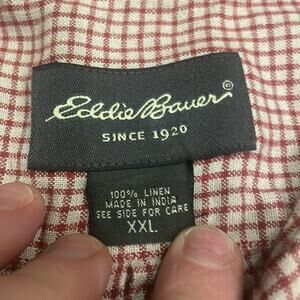 Eddie Bauer®
SINCE 1920
100% LINEN
MADE IN INDIA
SEE SIDE FOR CARE
XXL